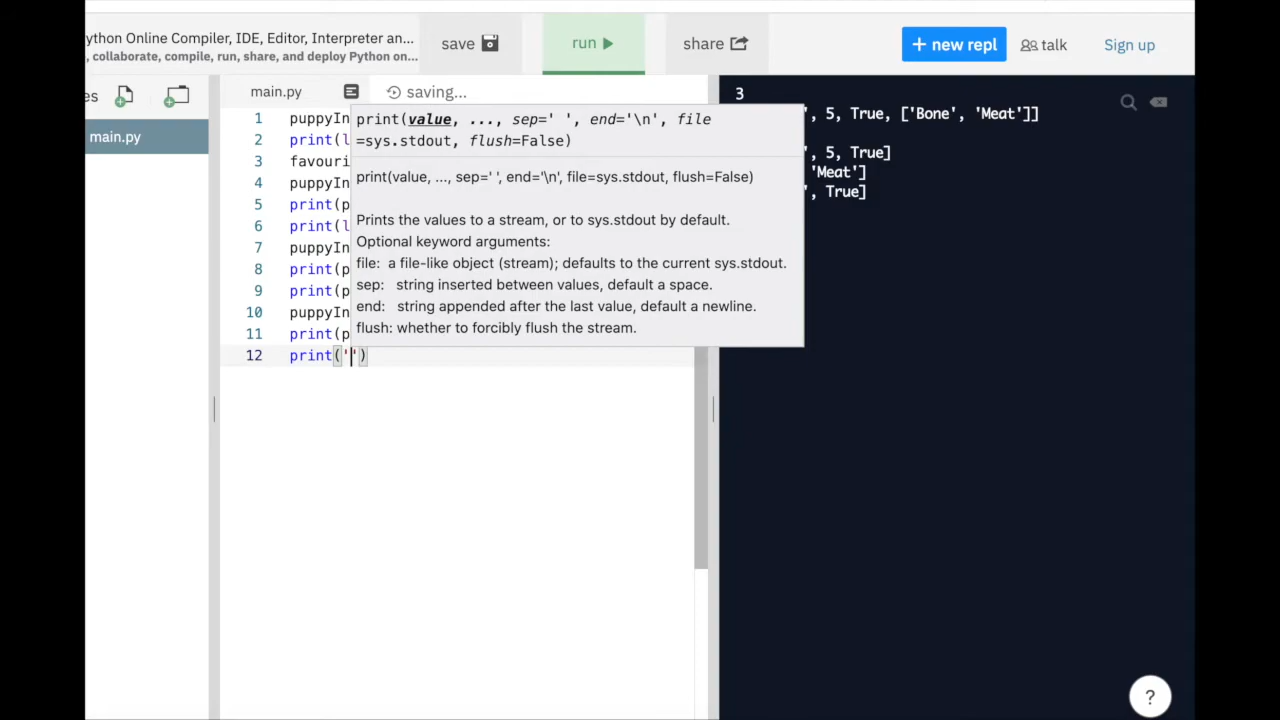 ython Online Compiler, IDE, Editor, Interpreter an...
, collaborate, compile, run, share, and deploy Python on...
save
run
share
+ new repl
talk
Sign up
es
main.py
main.py
saving...
1 puppyIn
2 print(l
3 favouri
4 puppyIn
5 print(p
6 print(l
7 puppyIn
8 print(p
9 print(p
10 puppyIn
11 print(p
12 print('')
print(value, ..., sep=' ', end='\n', file
=sys.stdout, flush=False)
print(value, ..., sep=' ', end='\n', file=sys.stdout, flush=False)
Prints the values to a stream, or to sys.stdout by default.
Optional keyword arguments:
file: a file-like object (stream); defaults to the current sys.stdout.
sep: string inserted between values, default a space.
end: string appended after the last value, default a newline.
flush: whether to forcibly flush the stream.
3
', 5, True, ['Bone', 'Meat']]
', 5, True]
'Meat']
', True]
?